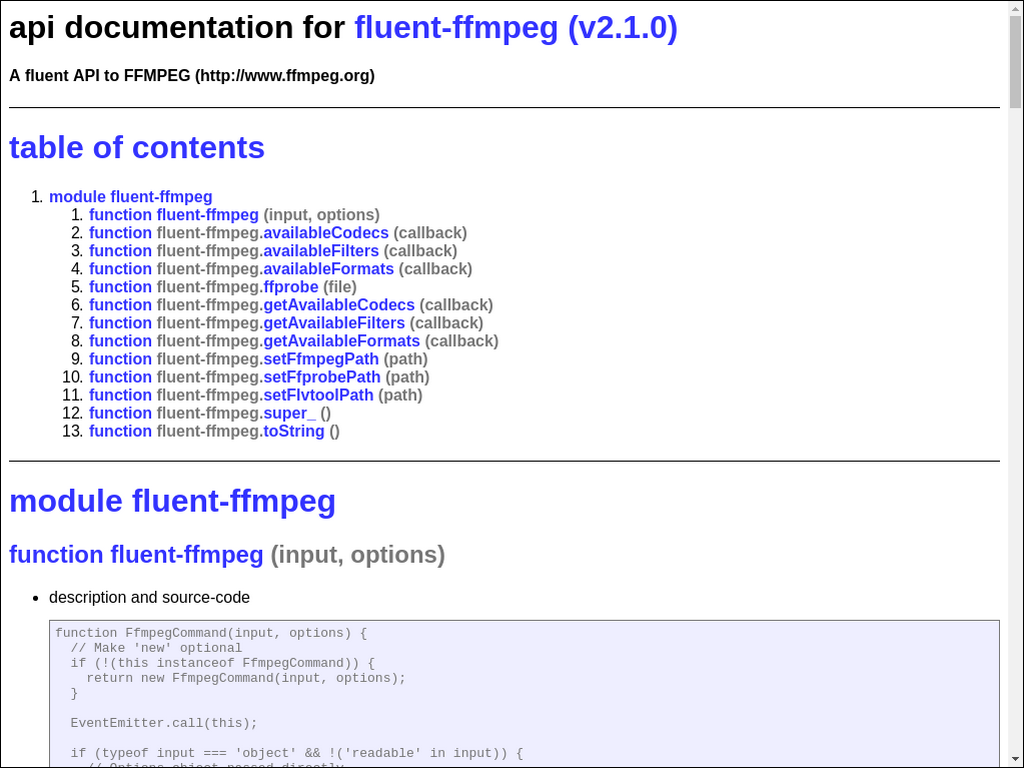 api documentation for fluent-ffmpeg (v2.1.0)
A fluent API to FFMPEG (http://www.ffmpeg.org)
table of contents
1. module fluent-ffmpeg
1. function fluent-ffmpeg (input, options)
2. function fluent-ffmpeg.availableCodecs (callback)
3. function fluent-ffmpeg.availableFilters (callback)
4. function fluent-ffmpeg.availableFormats (callback)
5. function fluent-ffmpeg.ffprobe (file)
6. function fluent-ffmpeg.getAvailableCodecs (callback)
7. function fluent-ffmpeg.getAvailableFilters (callback)
8. function fluent-ffmpeg.getAvailableFormats (callback)
9. function fluent-ffmpeg.setFfmpegPath (path)
10. function fluent-ffmpeg.setFfprobePath (path)
11. function fluent-ffmpeg.setFlvtoolPath (path)
12. function fluent-ffmpeg.super_ ()
13. function fluent-ffmpeg.toString ()
module fluent-ffmpeg
function fluent-ffmpeg (input, options)
• description and source-code
function FfmpegCommand(input, options) {
  // Make 'new' optional
  if (!(this instanceof FfmpegCommand)) {
    return new FfmpegCommand(input, options);
  }
  EventEmitter.call(this);
  if (typeof input === 'object' && !('readable' in input)) {
    // Options object passed directly